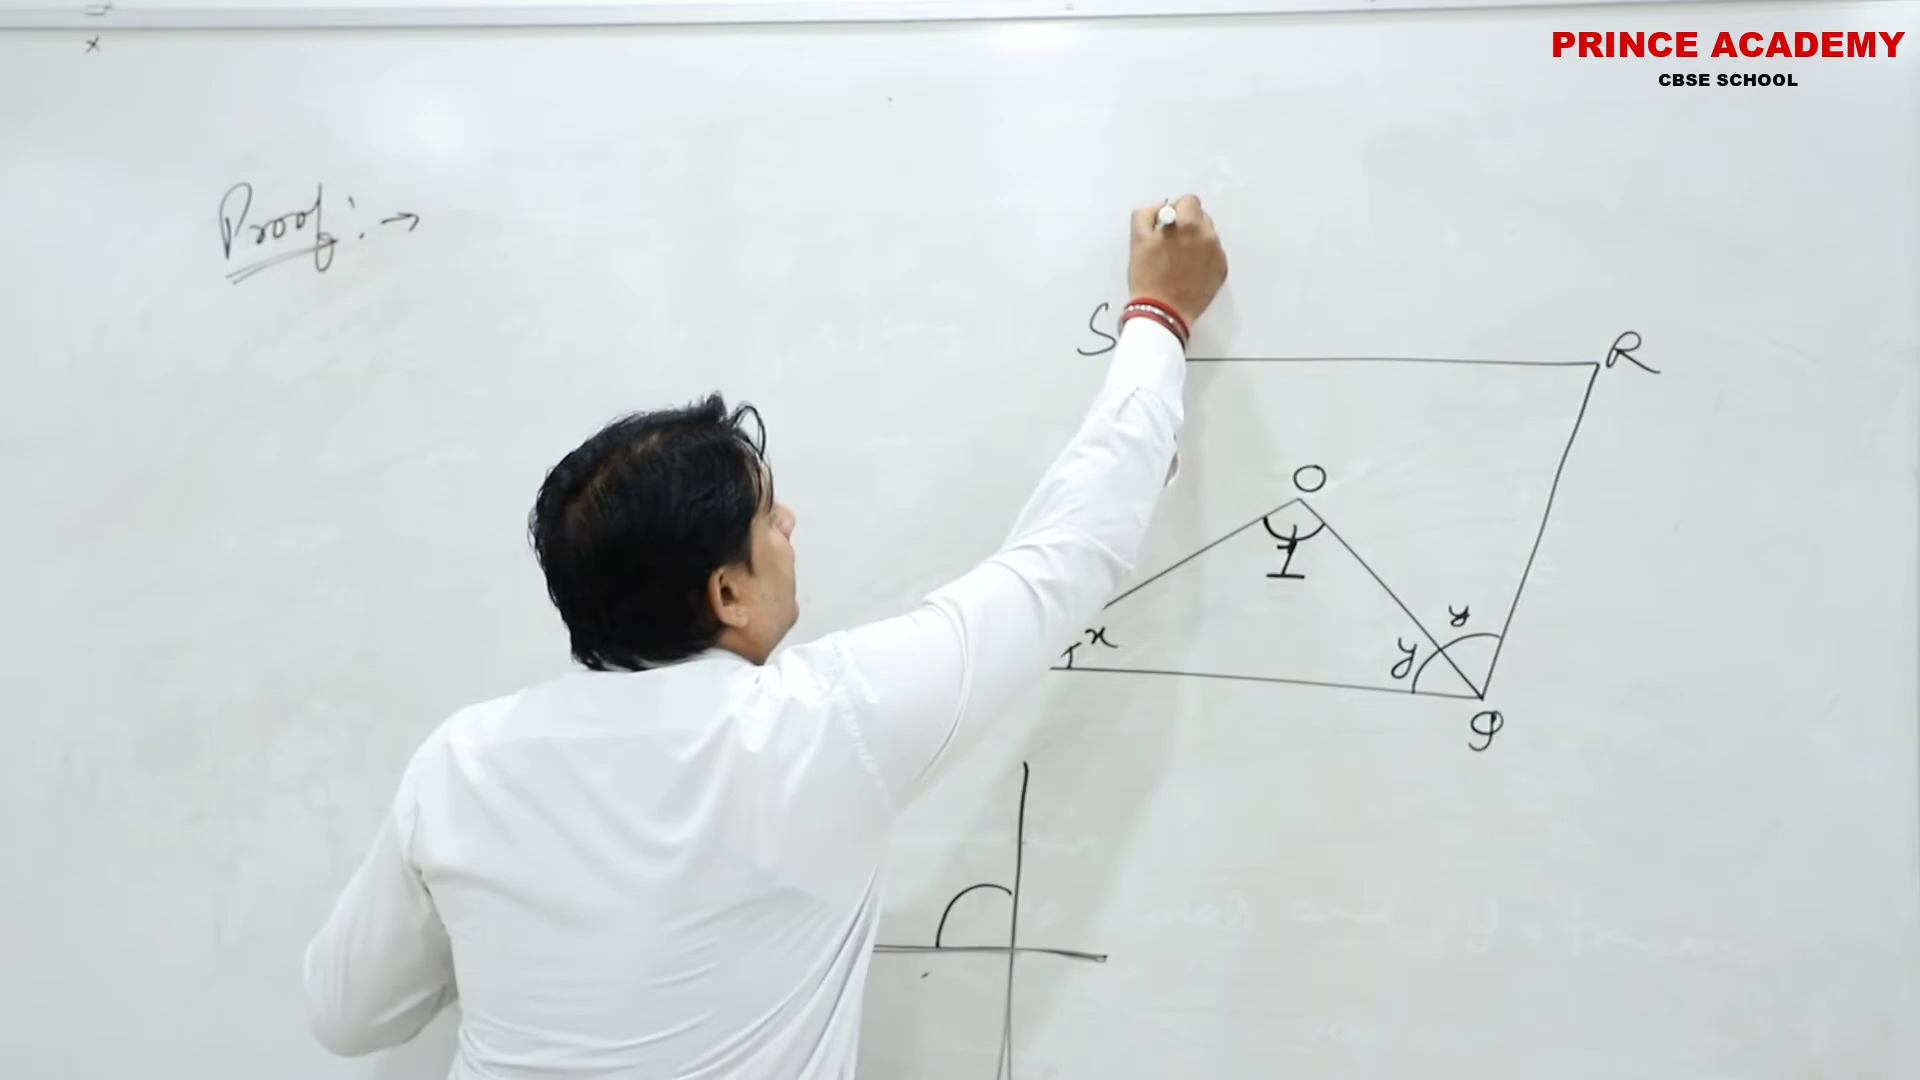 PRINCE ACADEMY
CBSE SCHOOL
x
Proof : →
S
R
O
1
y
x
y